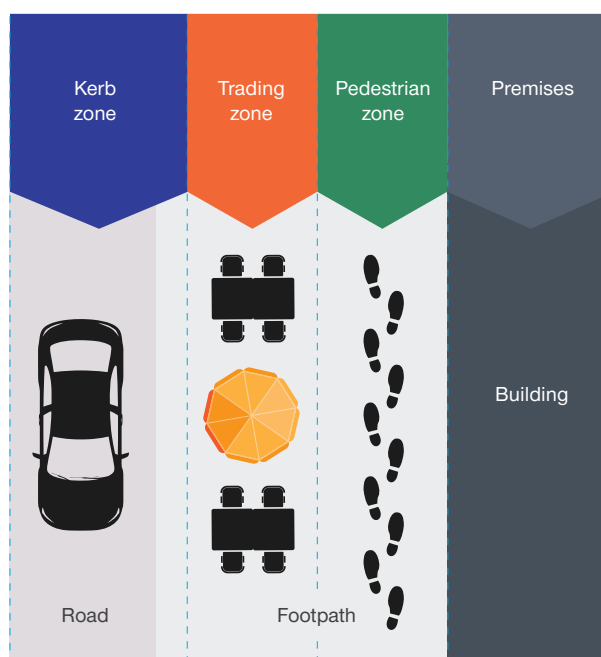 Kerb
zone
Trading
zone
Pedestrian
zone
Premises
Building
Road
Footpath